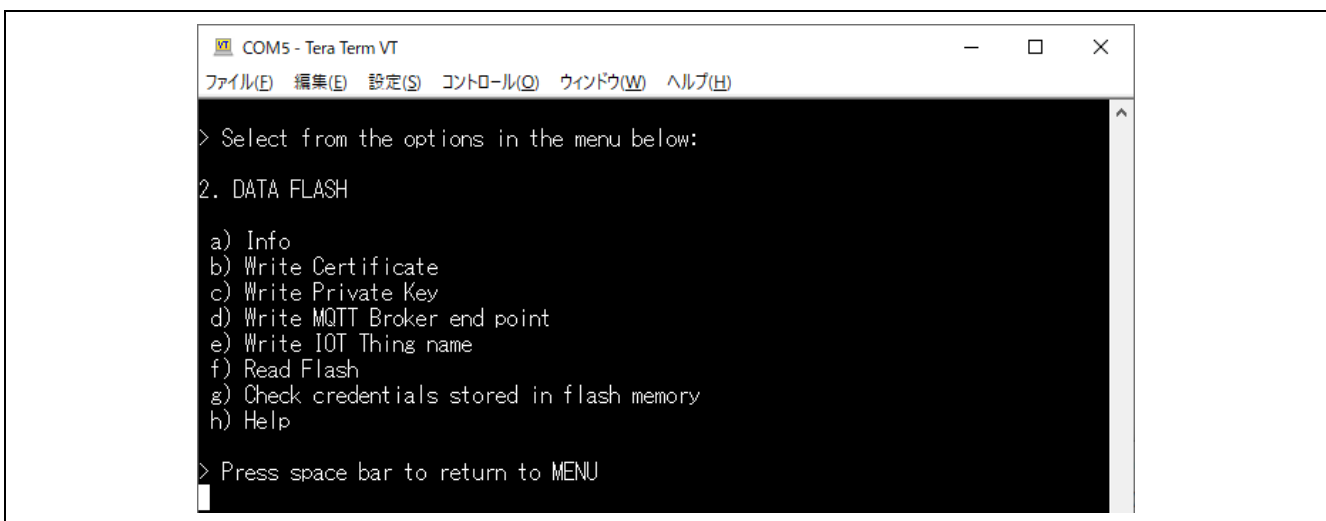 COM5 - Tera Term VT
ファイル(F) 編集(E) 設定(S) コントロール(O) ウィンドウ(W) ヘルプ(H)
> Select from the options in the menu below:
2. DATA FLASH
a) Info
b) Write Certificate
c) Write Private Key
d) Write MQTT Broker end point
e) Write IOT Thing name
f) Read Flash
g) Check credentials stored in flash memory
h) Help
> Press space bar to return to MENU